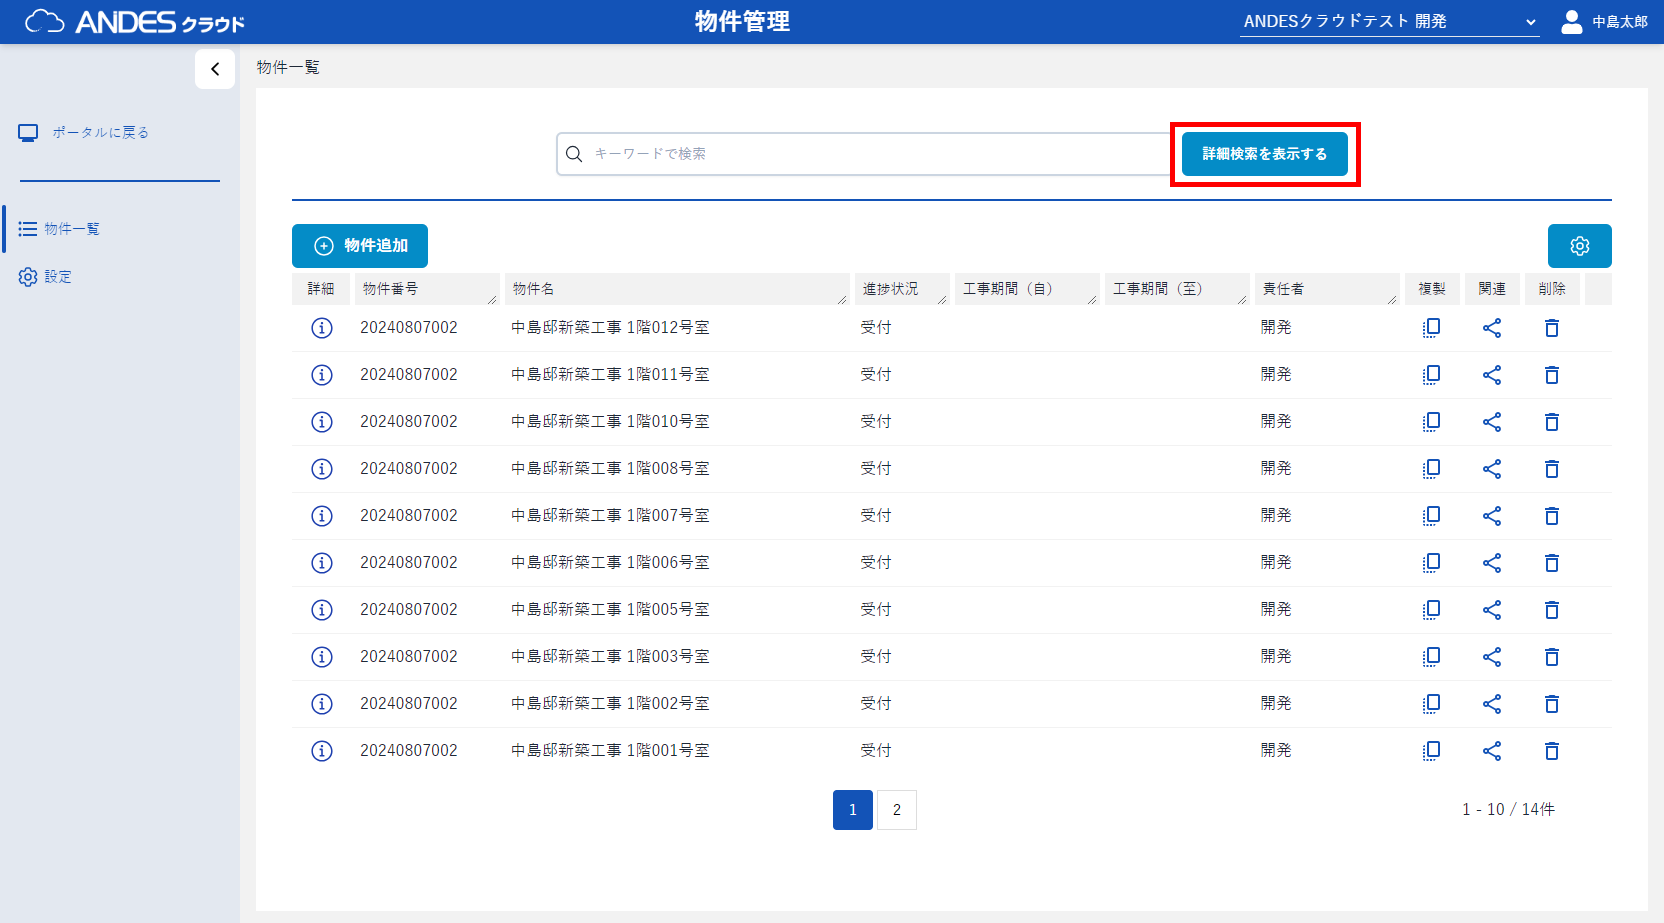 ANDES クラウド
物件管理
ANDESクラウドテスト 開発
中島太郎
物件一覧
ポータルに戻る
物件一覧
設定
キーワードで検索
詳細検索を表示する
物件追加
詳細 物件番号 物件名 進捗状況 工事期間（自） 工事期間（至） 責任者 複製 関連 削除
20240807002 中島邸新築工事 1階012号室 受付 開発
20240807002 中島邸新築工事 1階011号室 受付 開発
20240807002 中島邸新築工事 1階010号室 受付 開発
20240807002 中島邸新築工事 1階008号室 受付 開発
20240807002 中島邸新築工事 1階007号室 受付 開発
20240807002 中島邸新築工事 1階006号室 受付 開発
20240807002 中島邸新築工事 1階005号室 受付 開発
20240807002 中島邸新築工事 1階003号室 受付 開発
20240807002 中島邸新築工事 1階002号室 受付 開発
20240807002 中島邸新築工事 1階001号室 受付 開発
1 2
1 - 10 / 14件